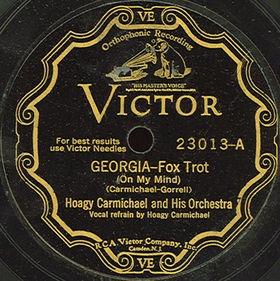 VE
Orthophonic Recording
"HIS MASTER'S VOICE"
VICTOR
For best results
use Victor Needles
23013-A
GEORGIA–Fox Trot
(On My Mind)
(Carmichael-Gorrell)
Hoagy Carmichael and His Orchestra
Vocal refrain by Hoagy Carmichael
RCA Victor Company, Inc.
Camden, N.J.
VE